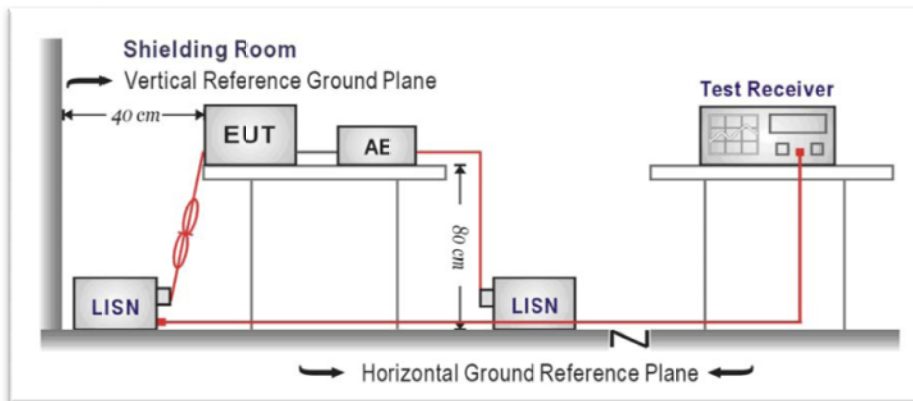 Shielding Room
Vertical Reference Ground Plane
Test Receiver
40 cm
EUT
AE
80 cm
LISN
LISN
Horizontal Ground Reference Plane